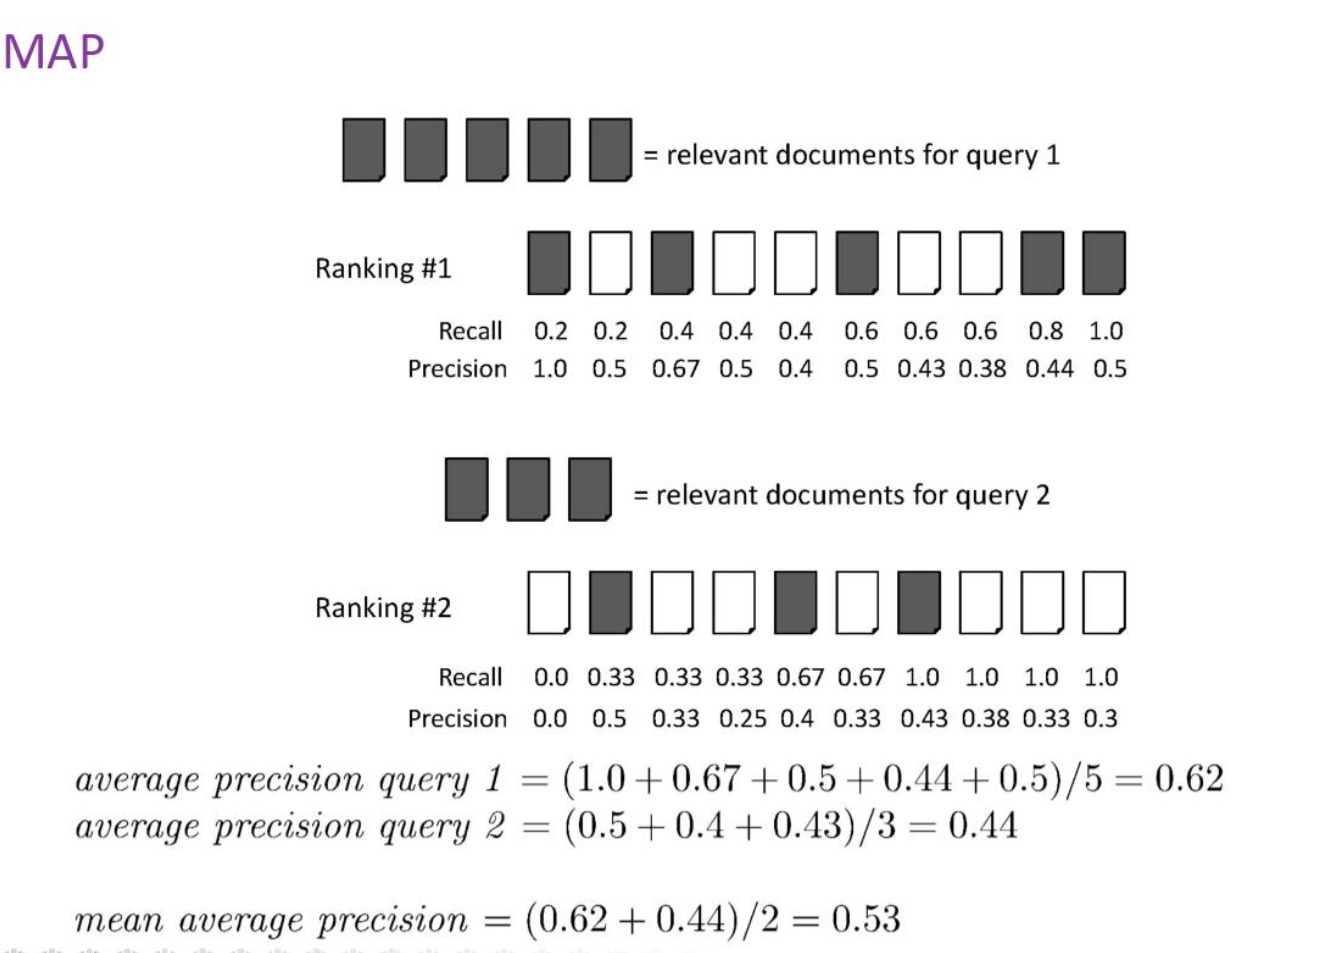 MAP
= relevant documents for query 1
Ranking #1
Recall 0.2 0.2 0.4 0.4 0.4 0.6 0.6 0.6 0.8 1.0
Precision 1.0 0.5 0.67 0.5 0.4 0.5 0.43 0.38 0.44 0.5
= relevant documents for query 2
Ranking #2
Recall 0.0 0.33 0.33 0.33 0.67 0.67 1.0 1.0 1.0 1.0
Precision 0.0 0.5 0.33 0.25 0.4 0.33 0.43 0.38 0.33 0.3
average precision query 1 = (1.0 + 0.67 + 0.5 + 0.44 + 0.5)/5 = 0.62
average precision query 2 = (0.5 + 0.4 + 0.43)/3 = 0.44
mean average precision = (0.62 + 0.44)/2 = 0.53